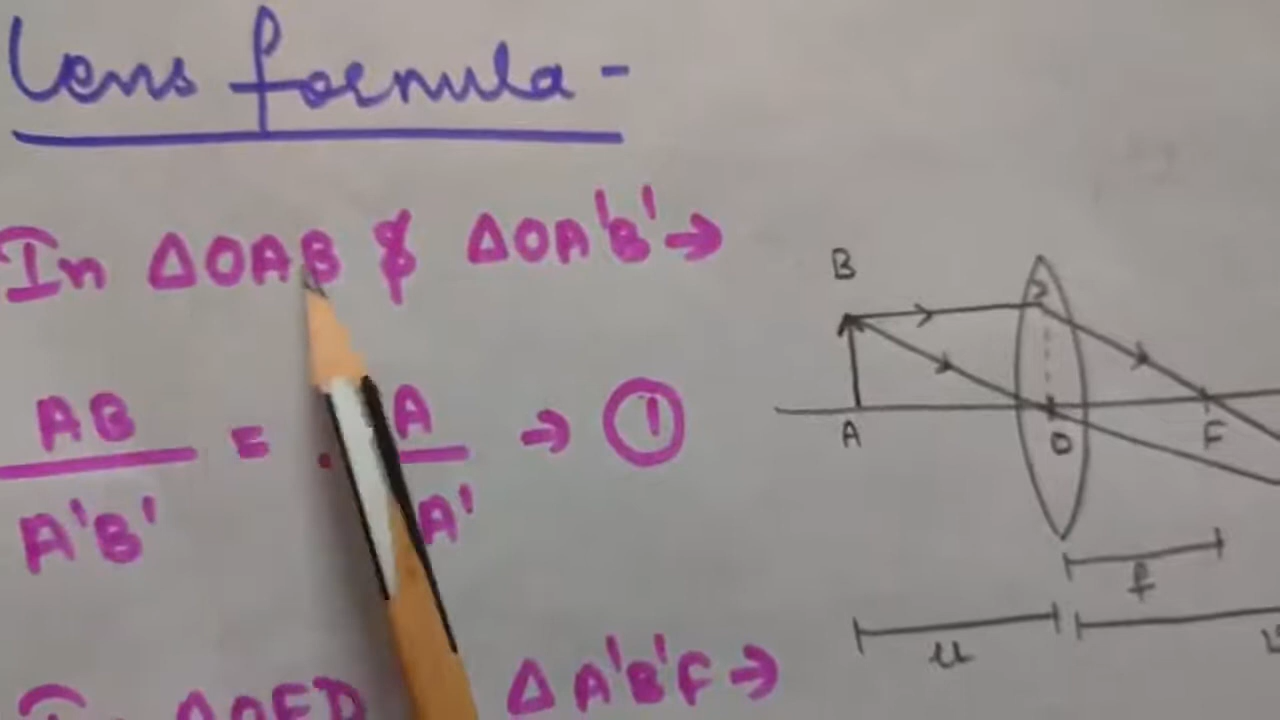 Lens formula -
In ΔOAB & ΔOA'B' →
AB = A → ①
A'B' A'
ΔA'B'F →
B
A
O
F
f
u